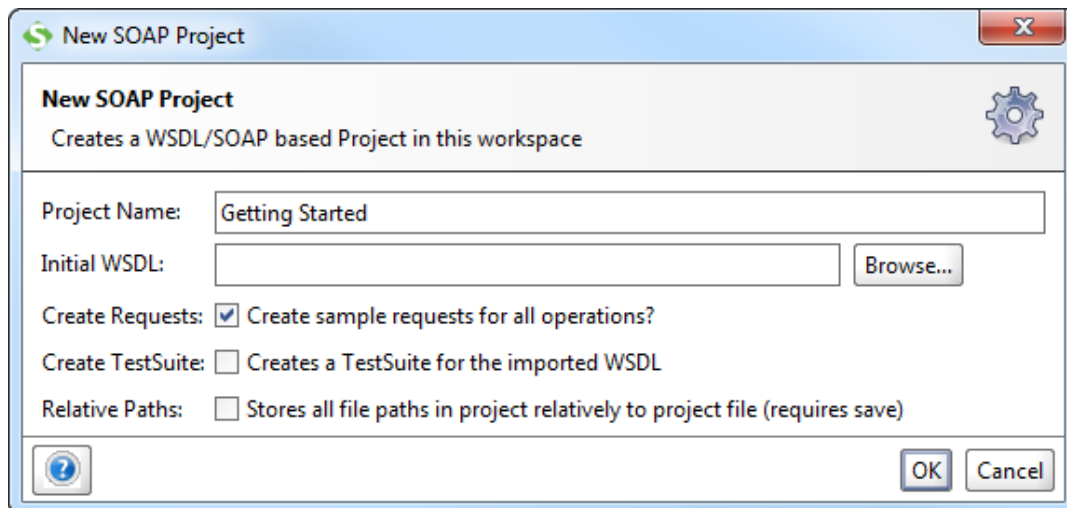 New SOAP Project
New SOAP Project
Creates a WSDL/SOAP based Project in this workspace
Project Name: Getting Started
Initial WSDL: Browse...
Create Requests: Create sample requests for all operations?
Create TestSuite: Creates a TestSuite for the imported WSDL
Relative Paths: Stores all file paths in project relatively to project file (requires save)
OK Cancel